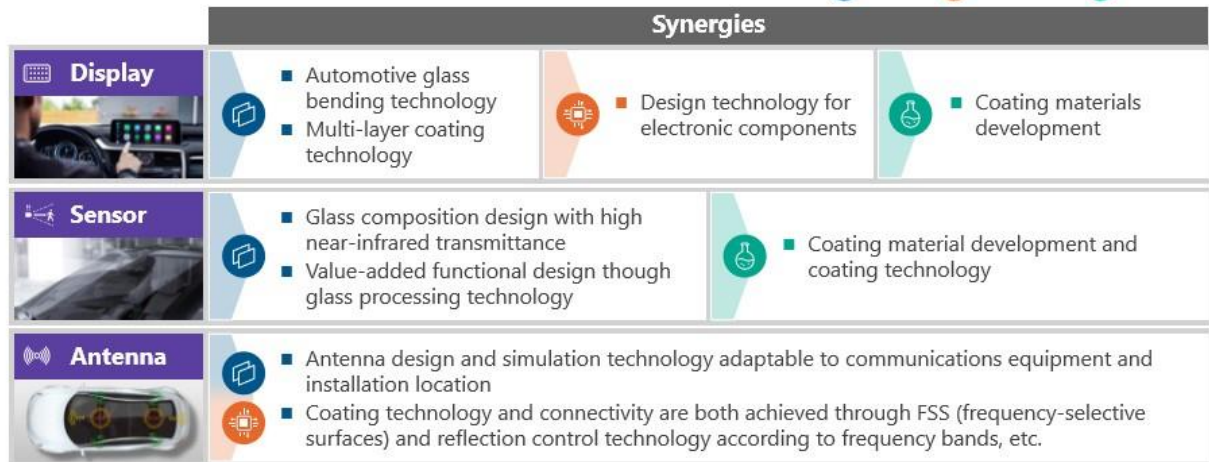 Synergies
Display
Automotive glass
bending technology
Multi-layer coating
technology
Design technology for
electronic components
Coating materials
development
Sensor
Glass composition design with high
near-infrared transmittance
Value-added functional design though
glass processing technology
Coating material development and
coating technology
Antenna
Antenna design and simulation technology adaptable to communications equipment and
installation location
Coating technology and connectivity are both achieved through FSS (frequency-selective
surfaces) and reflection control technology according to frequency bands, etc.